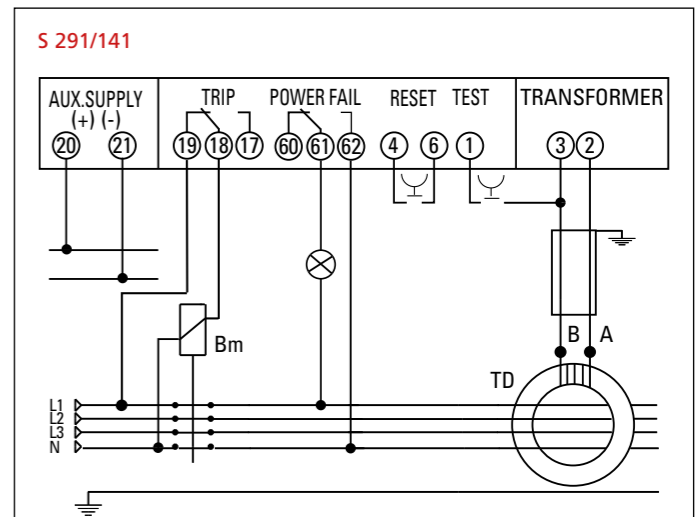 S 291/141
AUX.SUPPLY TRIP POWER FAIL RESET TEST TRANSFORMER
(+) (-)
20 21 19 18 17 60 61 62 4 6 1 3 2
Bm
B A
TD
L1
L2
L3
N